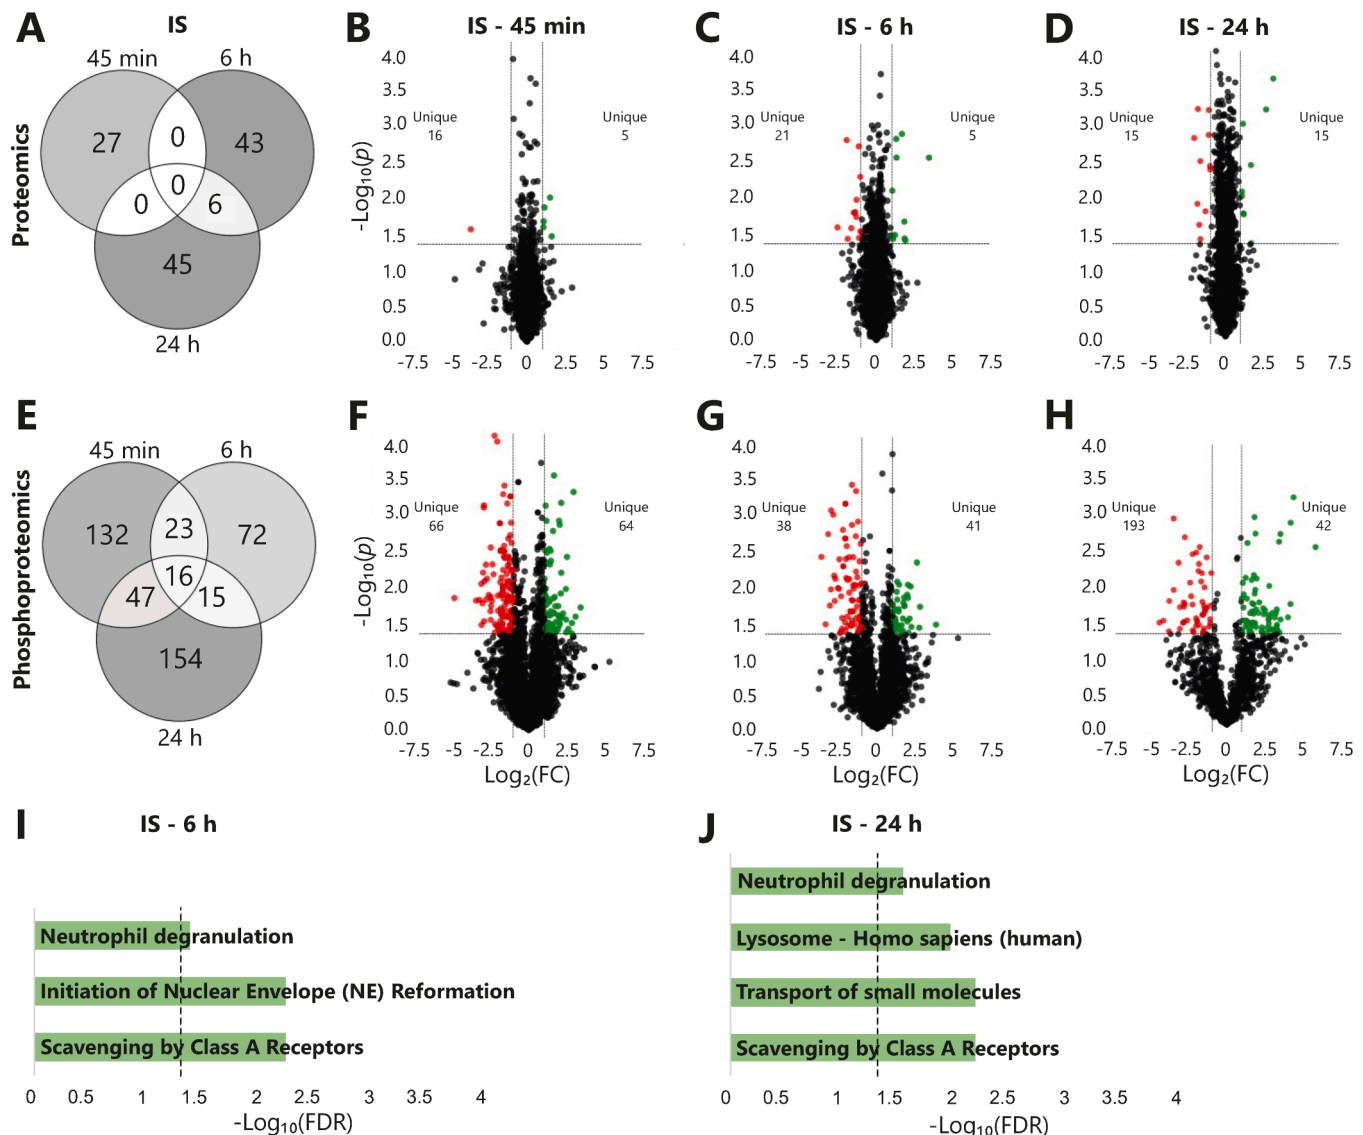 A
IS
45 min
6 h
27
0
43
0
0
6
45
24 h
Proteomics
B
IS - 45 min
4.0
3.5
3.0
2.5
2.0
1.5
1.0
0.5
0.0
-Log₁₀(p)
Unique
16
Unique
5
-7.5 -5 -2.5 0 2.5 5 7.5
C
IS - 6 h
4.0
3.5
3.0
2.5
2.0
1.5
1.0
0.5
0.0
Unique
21
Unique
5
-7.5 -5 -2.5 0 2.5 5 7.5
D
IS - 24 h
4.0
3.5
3.0
2.5
2.0
1.5
1.0
0.5
0.0
Unique
15
Unique
15
-7.5 -5 -2.5 0 2.5 5 7.5
E
45 min
6 h
132
23
72
16
47
15
154
24 h
Phosphoproteomics
F
4.0
3.5
3.0
2.5
2.0
1.5
1.0
0.5
0.0
-Log₁₀(p)
Unique
66
Unique
64
-7.5 -5 -2.5 0 2.5 5 7.5
Log₂(FC)
G
4.0
3.5
3.0
2.5
2.0
1.5
1.0
0.5
0.0
Unique
38
Unique
41
-7.5 -5 -2.5 0 2.5 5 7.5
Log₂(FC)
H
4.0
3.5
3.0
2.5
2.0
1.5
1.0
0.5
0.0
Unique
193
Unique
42
-7.5 -5 -2.5 0 2.5 5 7.5
Log₂(FC)
I
IS - 6 h
Neutrophil degranulation
Initiation of Nuclear Envelope (NE) Reformation
Scavenging by Class A Receptors
0 0.5 1 1.5 2 2.5 3 3.5 4
-Log₁₀(FDR)
J
IS - 24 h
Neutrophil degranulation
Lysosome - Homo sapiens (human)
Transport of small molecules
Scavenging by Class A Receptors
0 0.5 1 1.5 2 2.5 3 3.5 4
-Log₁₀(FDR)